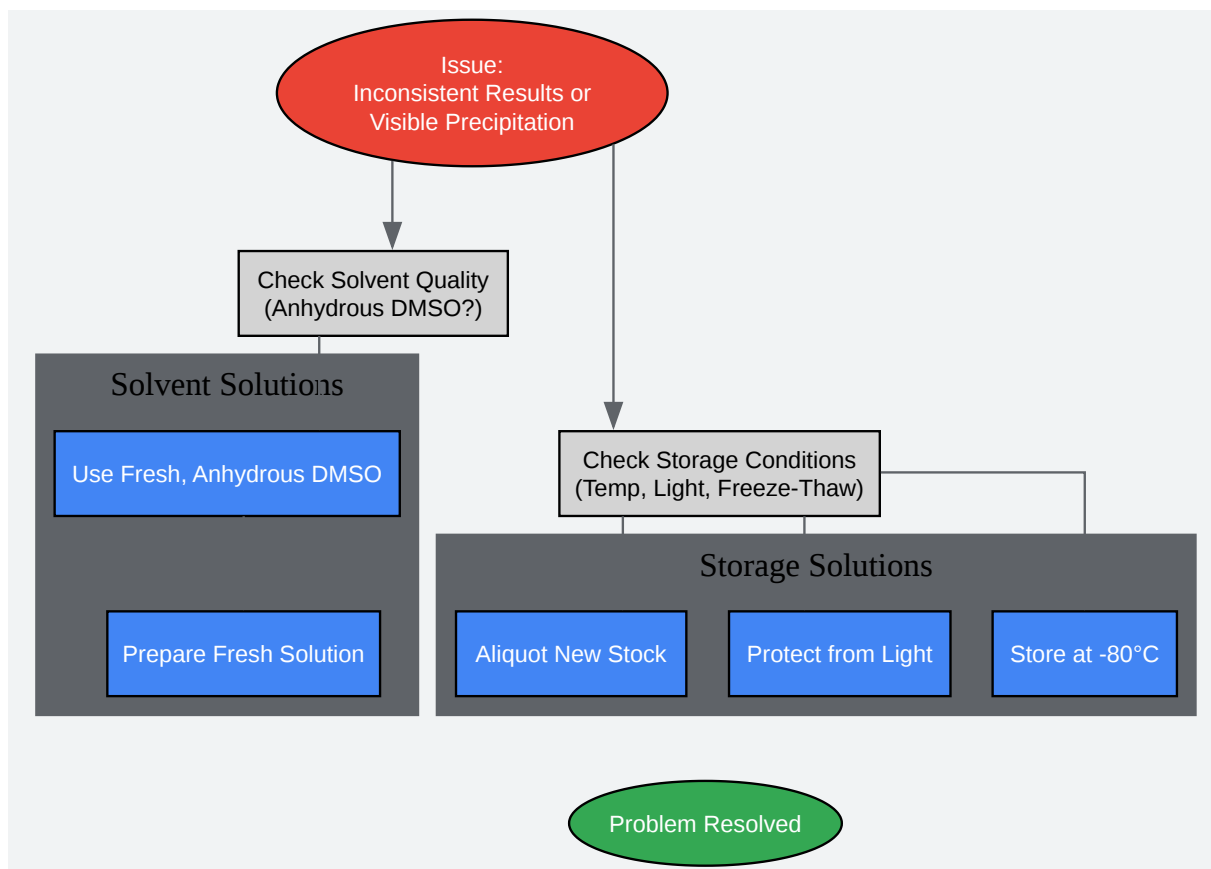 Issue:
Inconsistent Results or
Visible Precipitation
Check Solvent Quality
(Anhydrous DMSO?)
Solvent Solutions
Use Fresh, Anhydrous DMSO
Prepare Fresh Solution
Check Storage Conditions
(Temp, Light, Freeze-Thaw)
Storage Solutions
Aliquot New Stock
Protect from Light
Store at -80°C
Problem Resolved